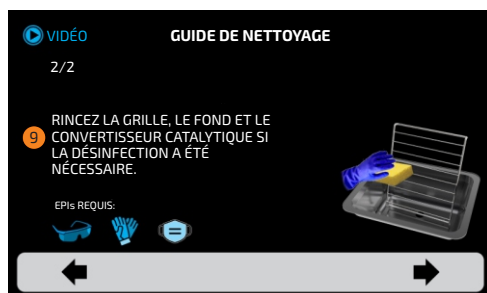 VIDÉO
GUIDE DE NETTOYAGE
2/2
9
RINCEZ LA GRILLE, LE FOND ET LE
CONVERTISSEUR CATALYTIQUE SI
LA DÉSINFECTION A ÉTÉ
NÉCESSAIRE.
EPIs REQUIS: